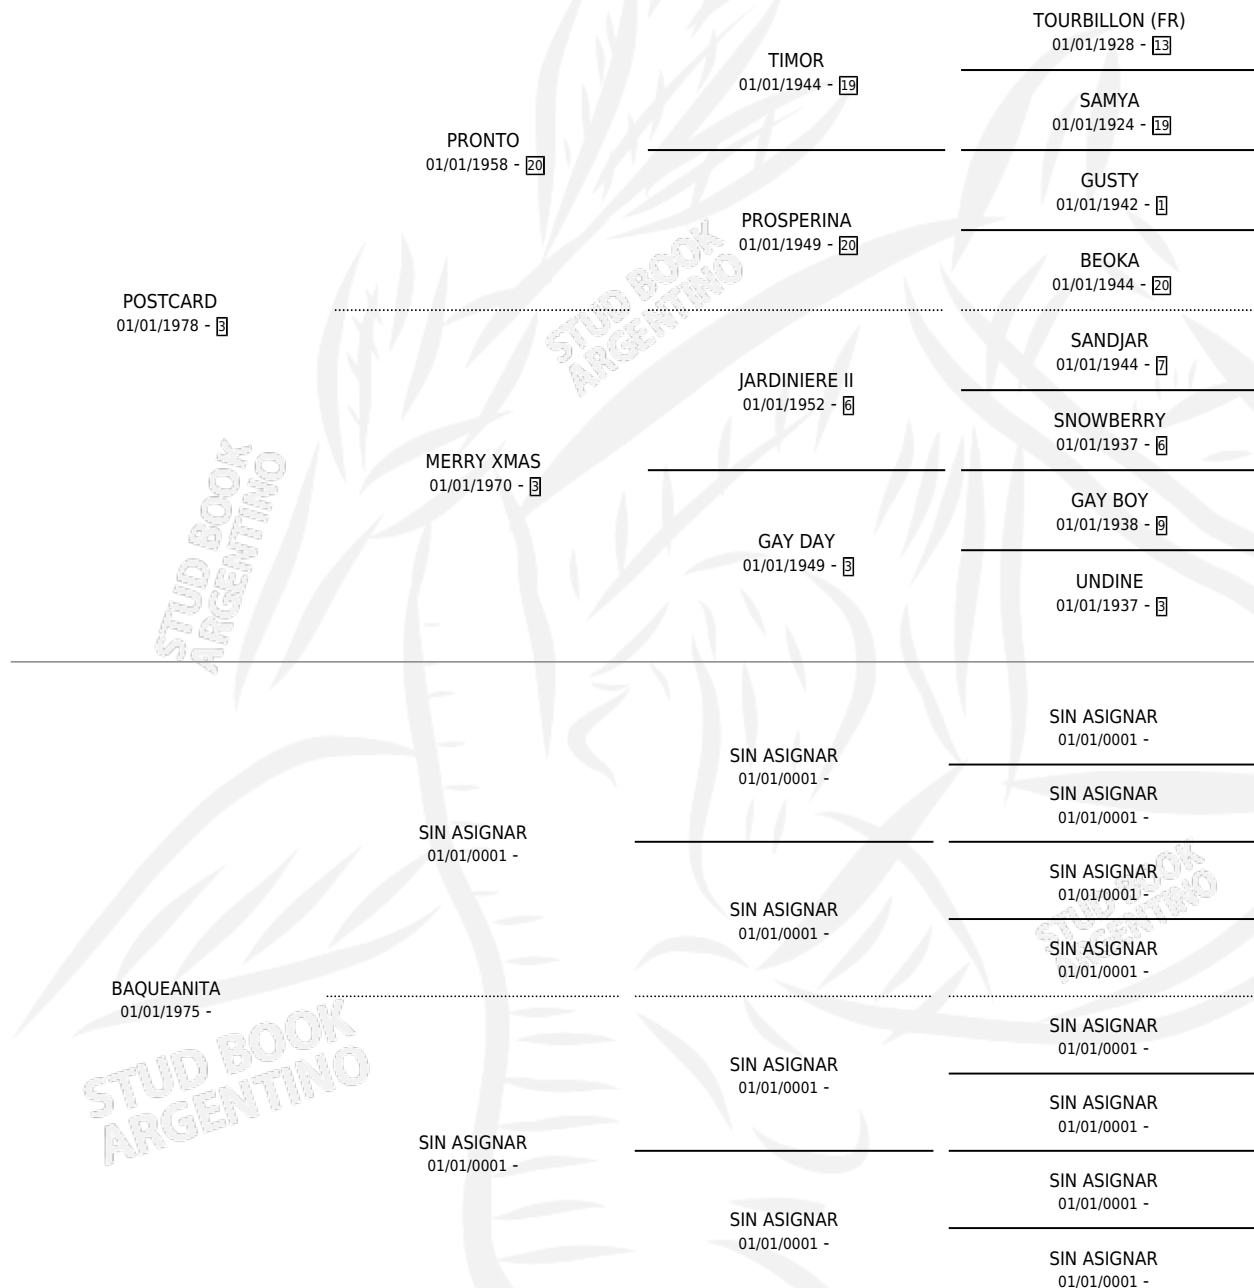 TOURBILLON (FR)
01/01/1928 - 13
TIMOR
01/01/1944 - 19
SAMYA
01/01/1924 - 19
PRONTO
01/01/1958 - 20
GUSTY
01/01/1942 - 1
PROSPERINA
01/01/1949 - 20
BEOKA
01/01/1944 - 20
POSTCARD
01/01/1978 - 3
STUD BOOK
ARGENTINO
SANDJAR
01/01/1944 - 7
JARDINIERE II
01/01/1952 - 6
SNOWBERRY
01/01/1937 - 6
MERRY XMAS
01/01/1970 - 3
GAY BOY
01/01/1938 - 9
GAY DAY
01/01/1949 - 3
UNDINE
01/01/1937 - 3
STUD BOOK
ARGENTINO
SIN ASIGNAR
01/01/0001 -
SIN ASIGNAR
01/01/0001 -
SIN ASIGNAR
01/01/0001 -
SIN ASIGNAR
01/01/0001 -
SIN ASIGNAR
01/01/0001 -
SIN ASIGNAR
01/01/0001 -
SIN ASIGNAR
01/01/0001 -
STUD BOOK
ARGENTINO
BAQUEANITA
01/01/1975 -
SIN ASIGNAR
01/01/0001 -
SIN ASIGNAR
01/01/0001 -
SIN ASIGNAR
01/01/0001 -
SIN ASIGNAR
01/01/0001 -
SIN ASIGNAR
01/01/0001 -
SIN ASIGNAR
01/01/0001 -
SIN ASIGNAR
01/01/0001 -
STUD BOOK
ARGENTINO